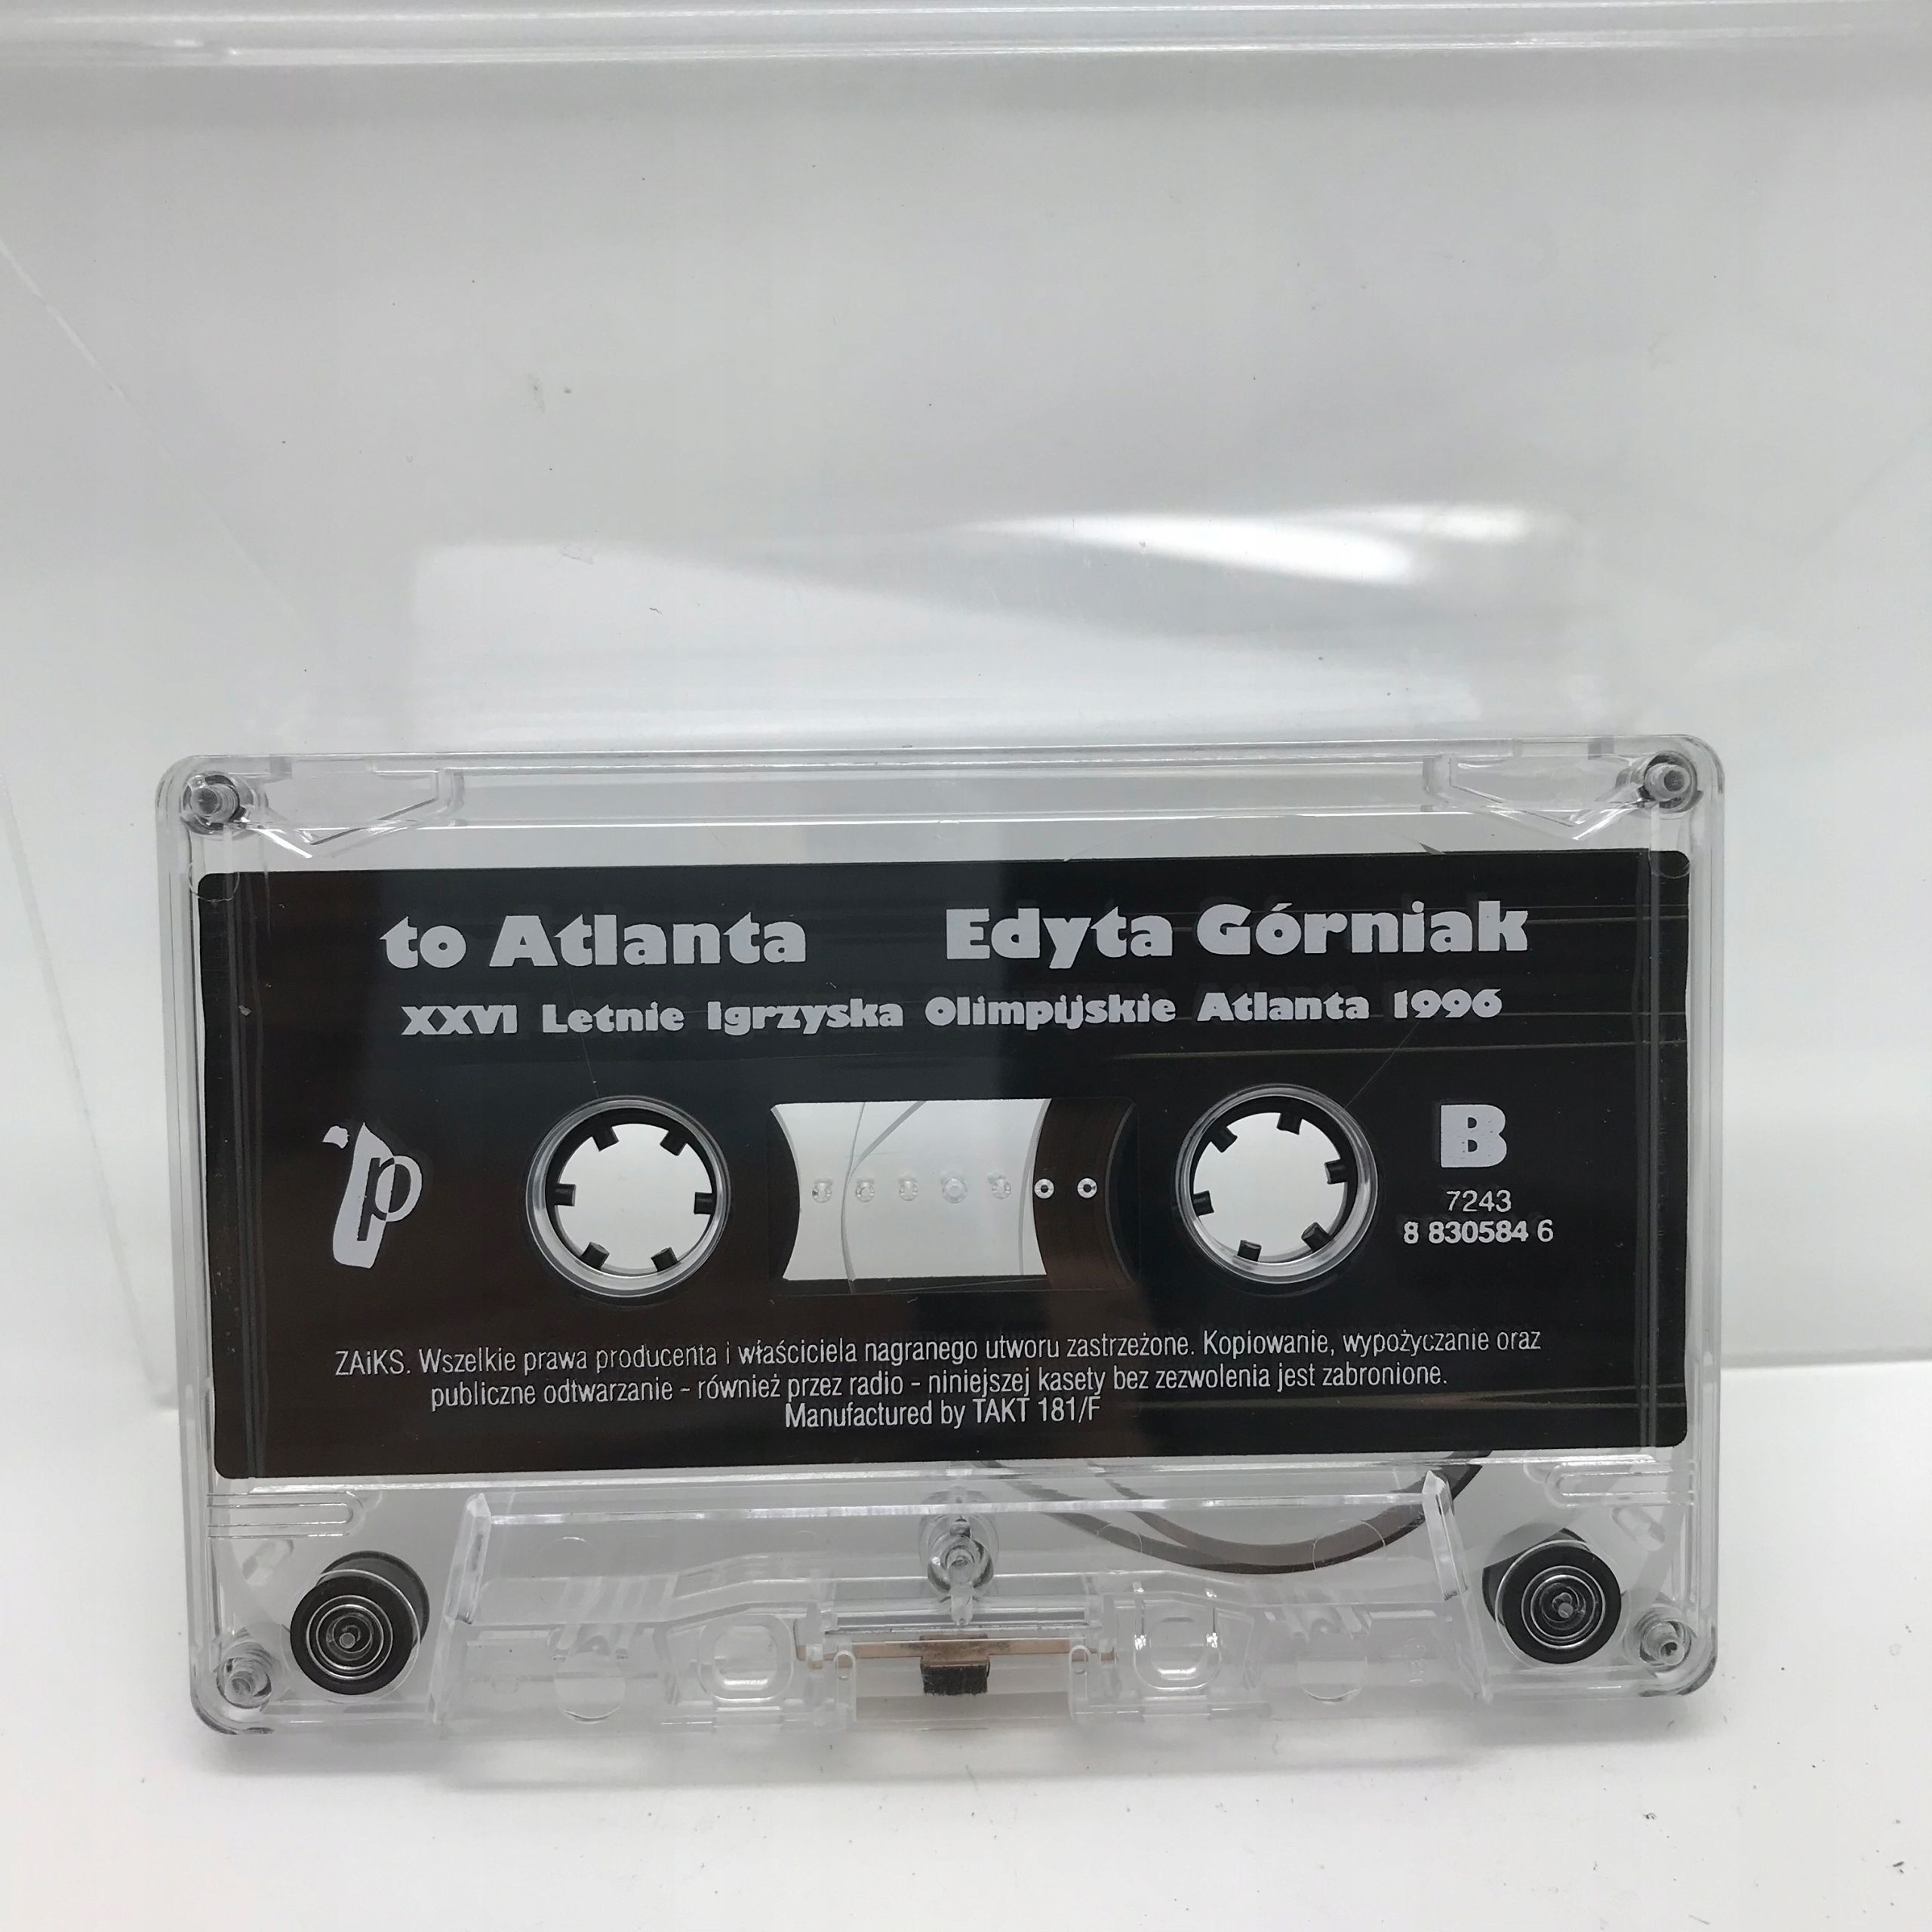 to Atlanta Edyta Górniak
XXVI Letnie Igrzyska Olimpijskie Atlanta 1996
p
B
7243
8 830584 6
ZAiKS. Wszelkie prawa producenta i właściciela nagranego utworu zastrzeżone. Kopiowanie, wypożyczanie oraz
publiczne odtwarzanie - również przez radio - niniejszej kasety bez zezwolenia jest zabronione.
Manufactured by TAKT 181/F